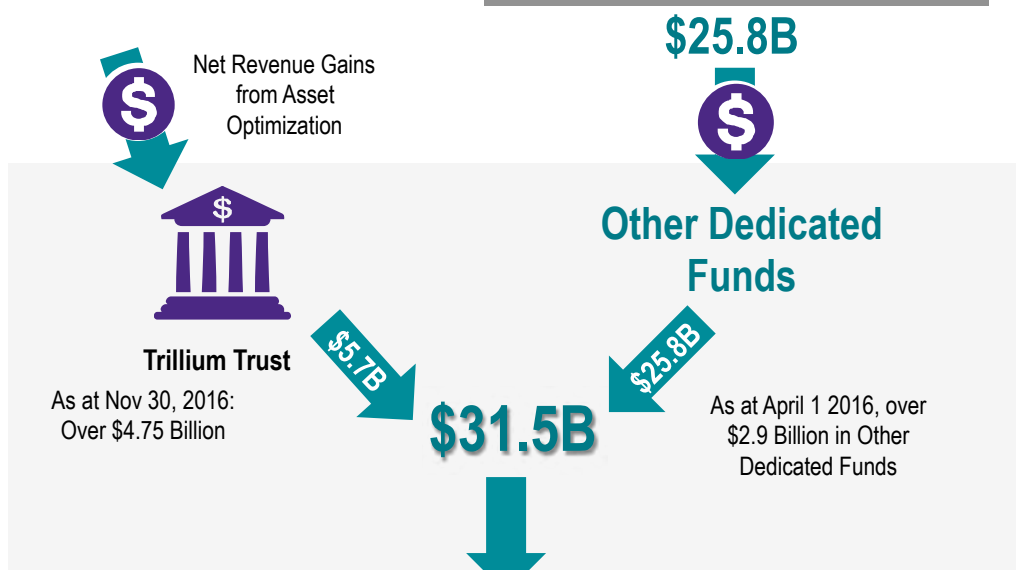 $25.8B
$
Net Revenue Gains
from Asset
Optimization
$
$
Other Dedicated
Funds
Trillium Trust
As at Nov 30, 2016:
Over $4.75 Billion
$5.7B
$25.8B
$31.5B
As at April 1 2016, over
$2.9 Billion in Other
Dedicated Funds